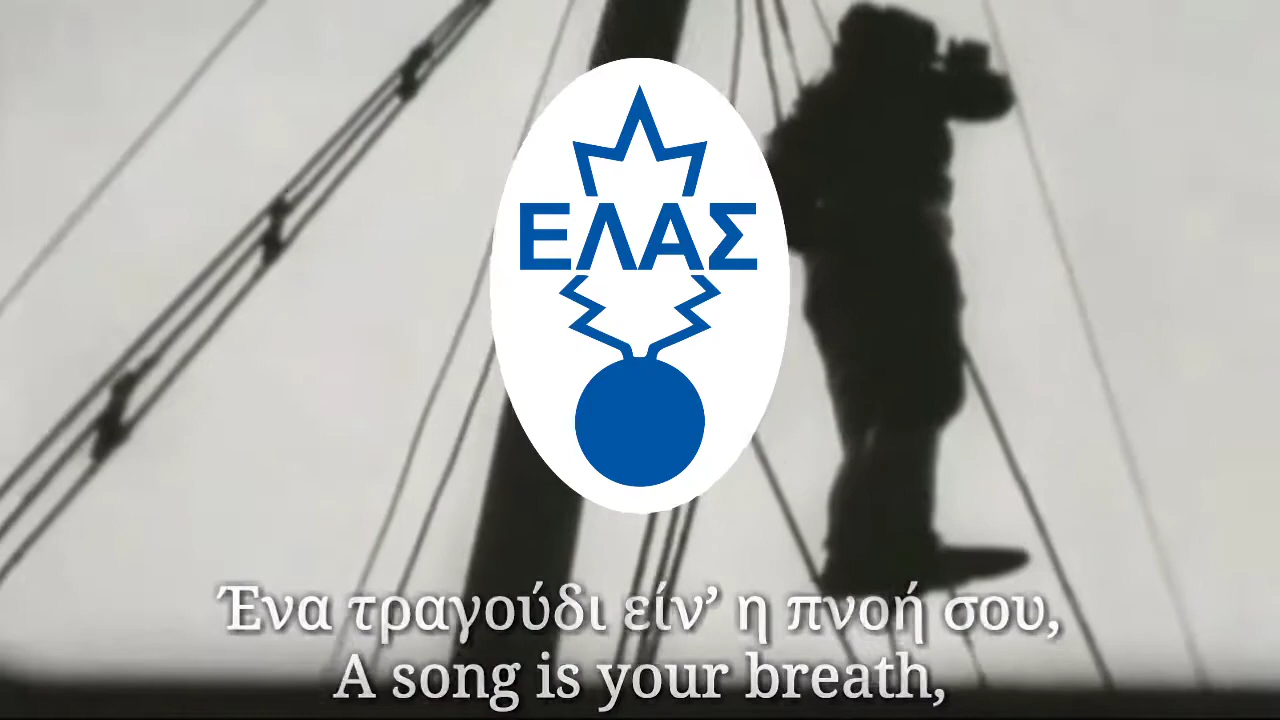 ΕΛΑΣ
Ένα τραγούδι είν’ η πνοή σου,
A song is your breath,